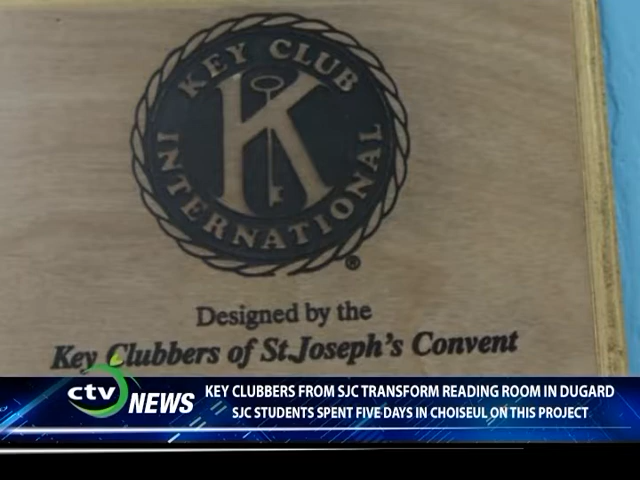 KEY CLUB
K
INTERNATIONAL
®
Designed by the
Key Clubbers of St.Joseph's Convent
ctv NEWS
KEY CLUBBERS FROM SJC TRANSFORM READING ROOM IN DUGARD
SJC STUDENTS SPENT FIVE DAYS IN CHOISEUL ON THIS PROJECT